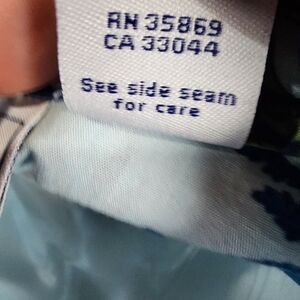 RN 35869
CA 33044
See side seam
for care